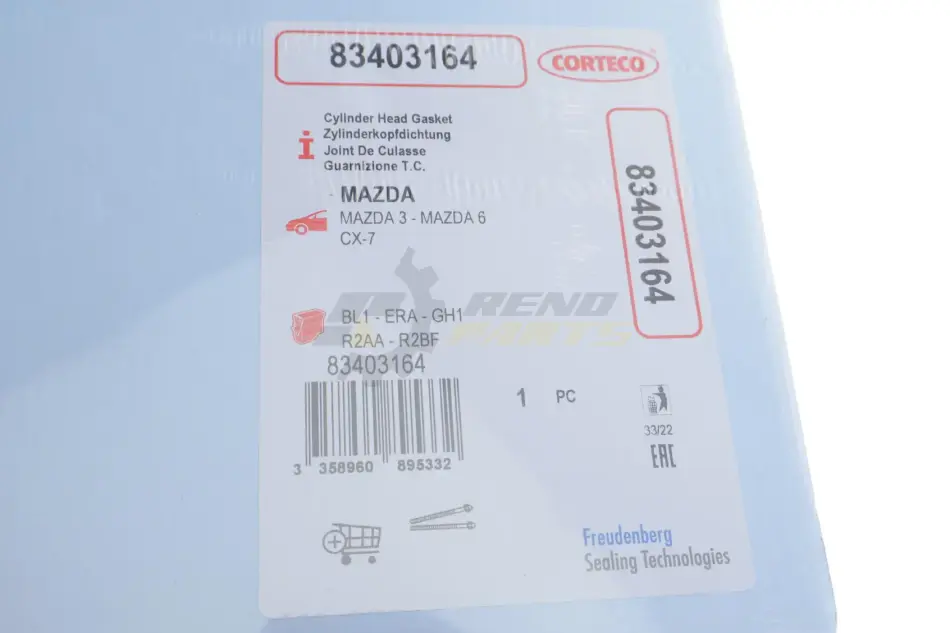 83403164
CORTECO
Cylinder Head Gasket
Zylinderkopfdichtung
Joint De Culasse
Guarnizione T.C.
- MAZDA
MAZDA 3 - MAZDA 6
CX-7
83403164
RENO
PARTS
BL1 - ERA - GH1
R2AA - R2BF
83403164
1 PC
3 358960 895332
33/22
EAC
Freudenberg
Sealing Technologies